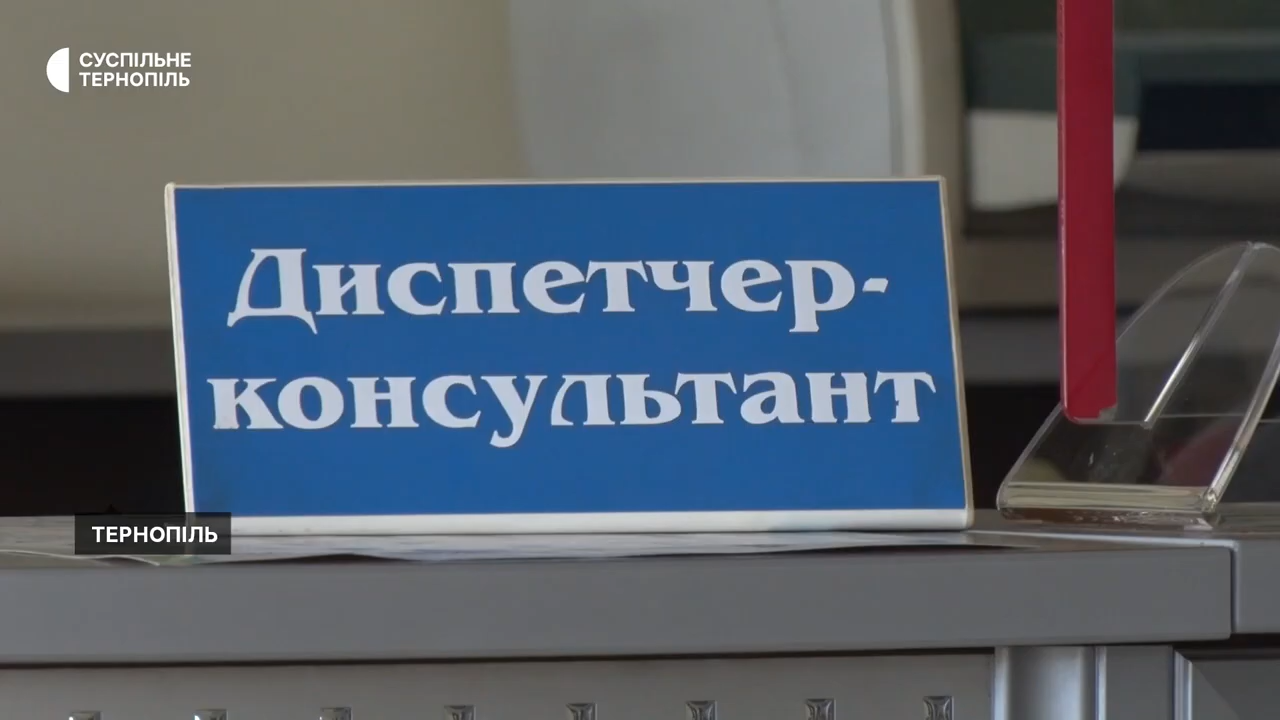 СУСПІЛЬНЕ
ТЕРНОПІЛЬ
Диспетчер-
консультант
ТЕРНОПІЛЬ